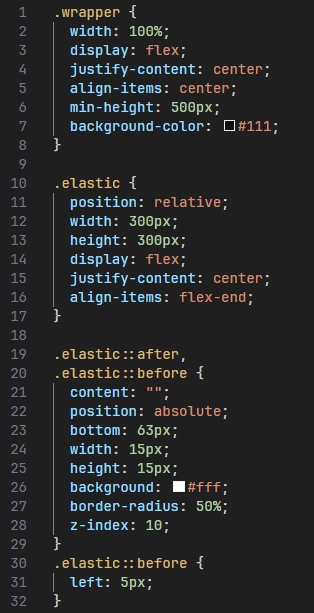 1 .wrapper {
2 width: 100%;
3 display: flex;
4 justify-content: center;
5 align-items: center;
6 min-height: 500px;
7 background-color: #111;
8 }
9
10 .elastic {
11 position: relative;
12 width: 300px;
13 height: 300px;
14 display: flex;
15 justify-content: center;
16 align-items: flex-end;
17 }
18
19 .elastic::after,
20 .elastic::before {
21 content: "";
22 position: absolute;
23 bottom: 63px;
24 width: 15px;
25 height: 15px;
26 background: #fff;
27 border-radius: 50%;
28 z-index: 10;
29 }
30 .elastic::before {
31 left: 5px;
32 }